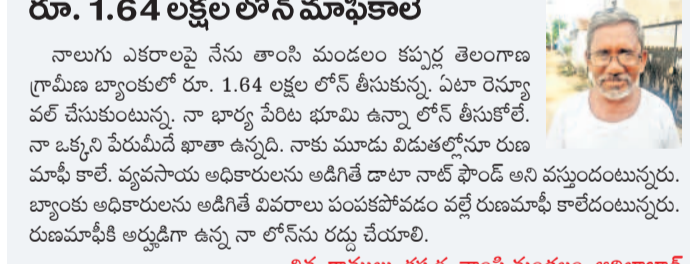 రూ. 1.64 లక్షల లోన్ మాఫీకాలే
నాలుగు ఎకరాలపై నేను తాంసి మండలం కప్పర్ల తెలంగాణ
గ్రామీణ బ్యాంకులో రూ. 1.64 లక్షల లోన్ తీసుకున్న. ఏటా రెన్యూ
వల్ చేసుకుంటున్న. నా భార్య పేరిట భూమి ఉన్నా లోన్ తీసుకోలే.
నా ఒక్కని పేరుమీదే ఖాతా ఉన్నది. నాకు మూడు విడుతల్లోనూ రుణ
మాఫీ కాలే. వ్యవసాయ అధికారులను అడిగితే డాటా నాట్ ఫౌండ్ అని వస్తుందంటున్నరు.
బ్యాంకు అధికారులను అడిగితే వివరాలు పంపకపోవడం వల్లే రుణమాఫీ కాలేదంటున్నరు.
రుణమాఫీకి అర్హుడిగా ఉన్న నా లోన్‌ను రద్దు చేయాలి.